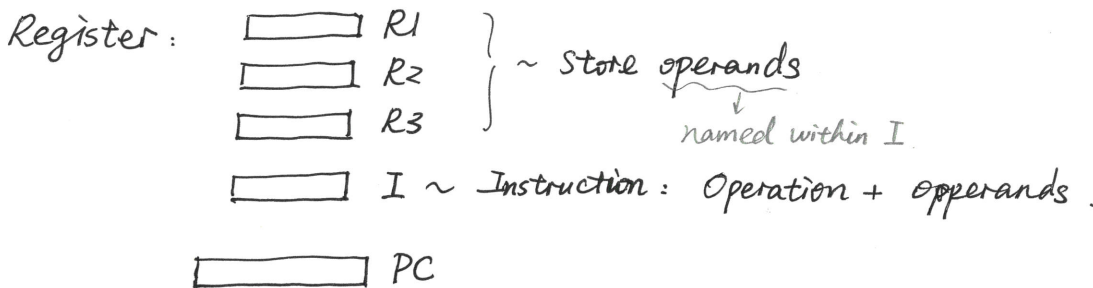 Register:
R1
R2
~ Store operands
R3
named within I
I ~ Instruction: Operation + opperands.
PC